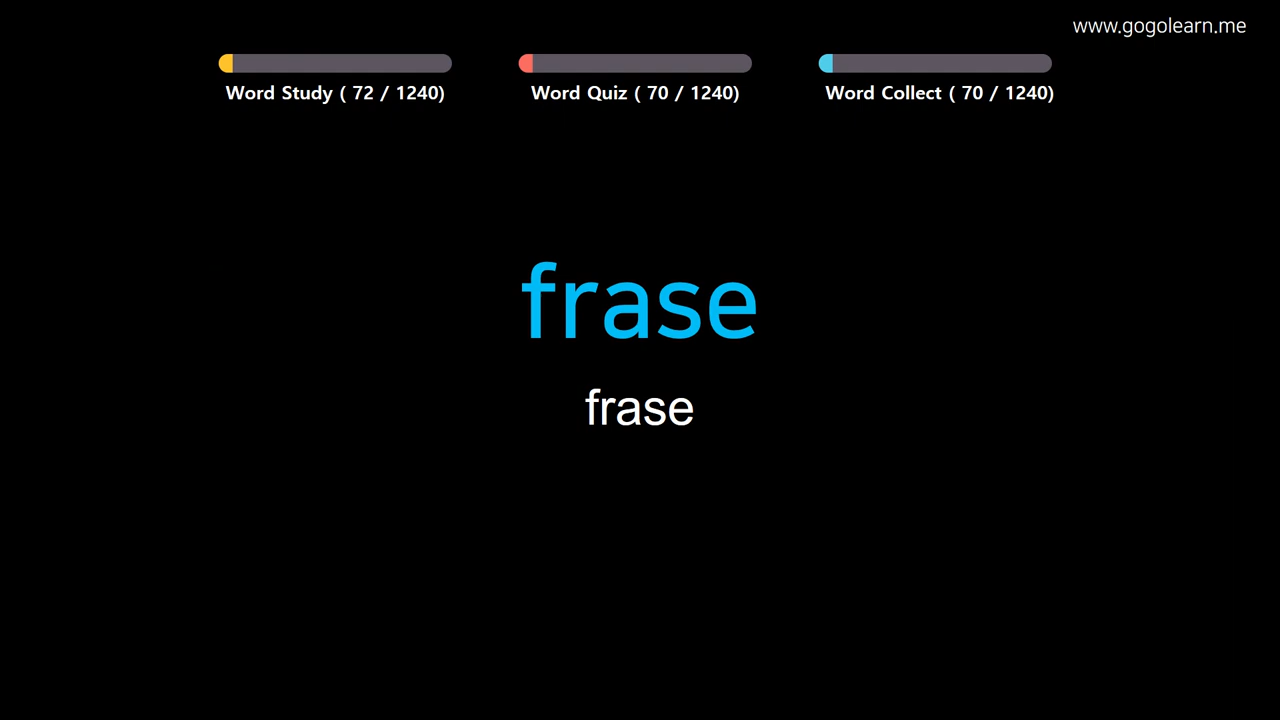 www.gogolearn.me
Word Study ( 72 / 1240)
Word Quiz ( 70 / 1240)
Word Collect ( 70 / 1240)
frase
frase